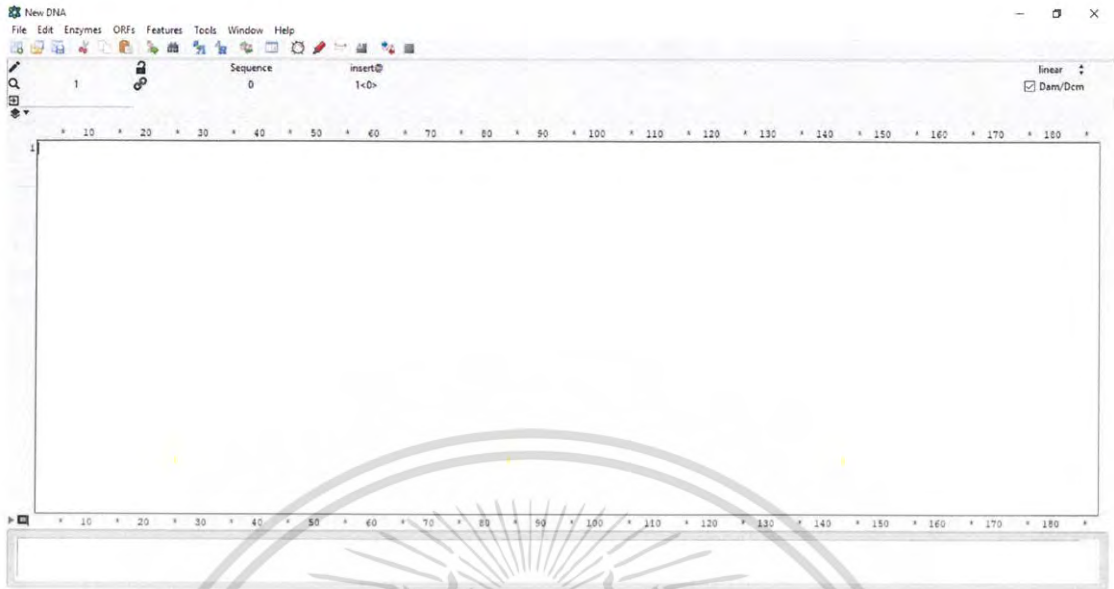 New DNA
File Edit Enzymes ORFs Features Tools Window Help
Sequence insert@ linear
1 0 1<0> Dam/Dcm
* 10 * 20 * 30 * 40 * 50 * 60 * 70 * 80 * 90 * 100 * 110 * 120 * 130 * 140 * 150 * 160 * 170 * 180 *
1
* 10 * 20 * 30 * 40 * 50 * 60 * 70 * 80 * 90 * 100 * 110 * 120 * 130 * 140 * 150 * 160 * 170 * 180 *